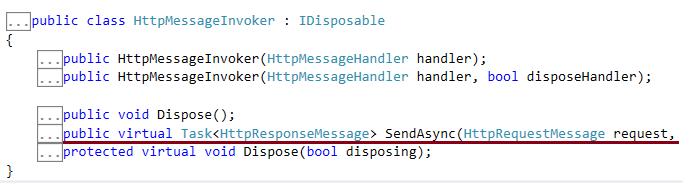 ...public class HttpMessageInvoker : IDisposable
{
...public HttpMessageInvoker(HttpMessageHandler handler);
...public HttpMessageInvoker(HttpMessageHandler handler, bool disposeHandler);
...public void Dispose();
...public virtual Task<HttpResponseMessage> SendAsync(HttpRequestMessage request,
...protected virtual void Dispose(bool disposing);
}